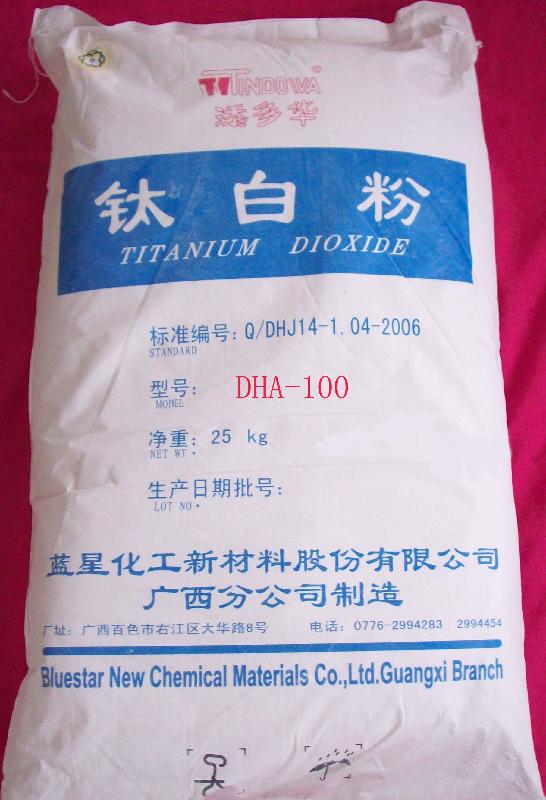 TINDOWA
添多华
钛白粉
TITANIUM DIOXIDE
标准编号: Q/DHJ14-1.04-2006
STANDARD
型号: DHA-100
MODEL
净重: 25 kg
NET WT.
生产日期批号:
LOT NO.
蓝星化工新材料股份有限公司
广西分公司制造
厂址: 广西百色市右江区大华路8号 电话: 0776-2994283 2994454
Bluestar New Chemical Materials Co.,Ltd.Guangxi Branch